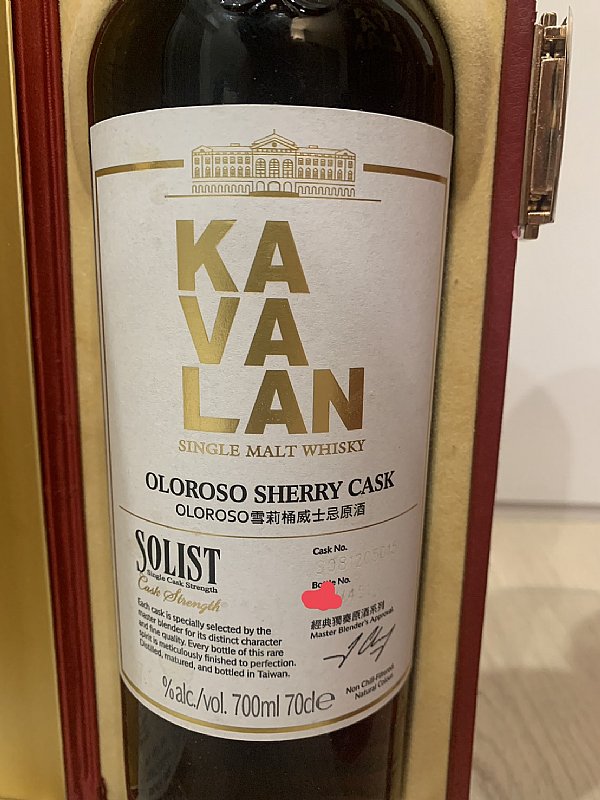 KA
VA
LAN
SINGLE MALT WHISKY
OLOROSO SHERRY CASK
OLOROSO雪莉桶威士忌原酒
SOLIST
Single Cask Strength
Cask Strength
Each cask is specially selected by the
master blender for its distinct character
and fine quality. Every bottle of this rare
spirit is meticulously finished to perfection.
Distilled, matured, and bottled in Taiwan.
Cask No.
Bottle No.
經典獨奏原酒系列
Master Blender's Approval
Non Chill-Filtered
Natural Colour
%alc./vol. 700ml 70cl℮